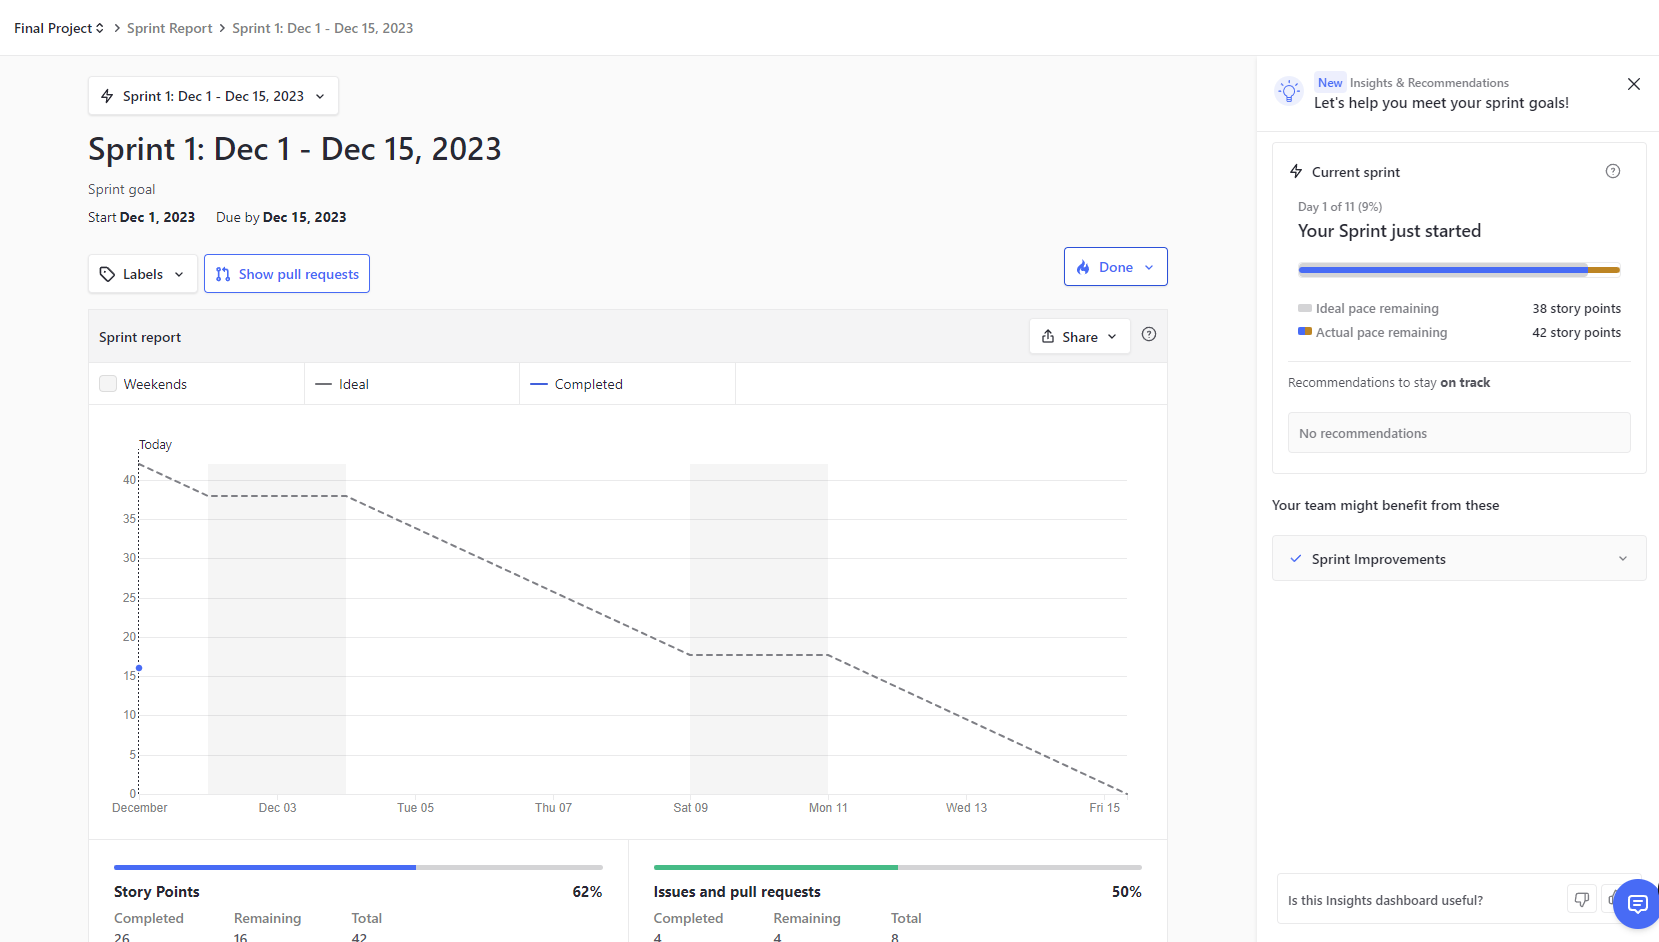 Final Project > Sprint Report > Sprint 1: Dec 1 - Dec 15, 2023
Sprint 1: Dec 1 - Dec 15, 2023
Sprint 1: Dec 1 - Dec 15, 2023
Sprint goal
Start Dec 1, 2023 Due by Dec 15, 2023
Labels Show pull requests Done
Sprint report Share
Weekends Ideal Completed
Today
40
35
30
25
20
15
10
5
0
December Dec 03 Tue 05 Thu 07 Sat 09 Mon 11 Wed 13 Fri 15
Story Points 62%
Completed Remaining Total
26 16 42
Issues and pull requests 50%
Completed Remaining Total
4 4 8
New Insights & Recommendations
Let's help you meet your sprint goals!
Current sprint
Day 1 of 11 (9%)
Your Sprint just started
Ideal pace remaining 38 story points
Actual pace remaining 42 story points
Recommendations to stay on track
No recommendations
Your team might benefit from these
Sprint Improvements
Is this Insights dashboard useful?